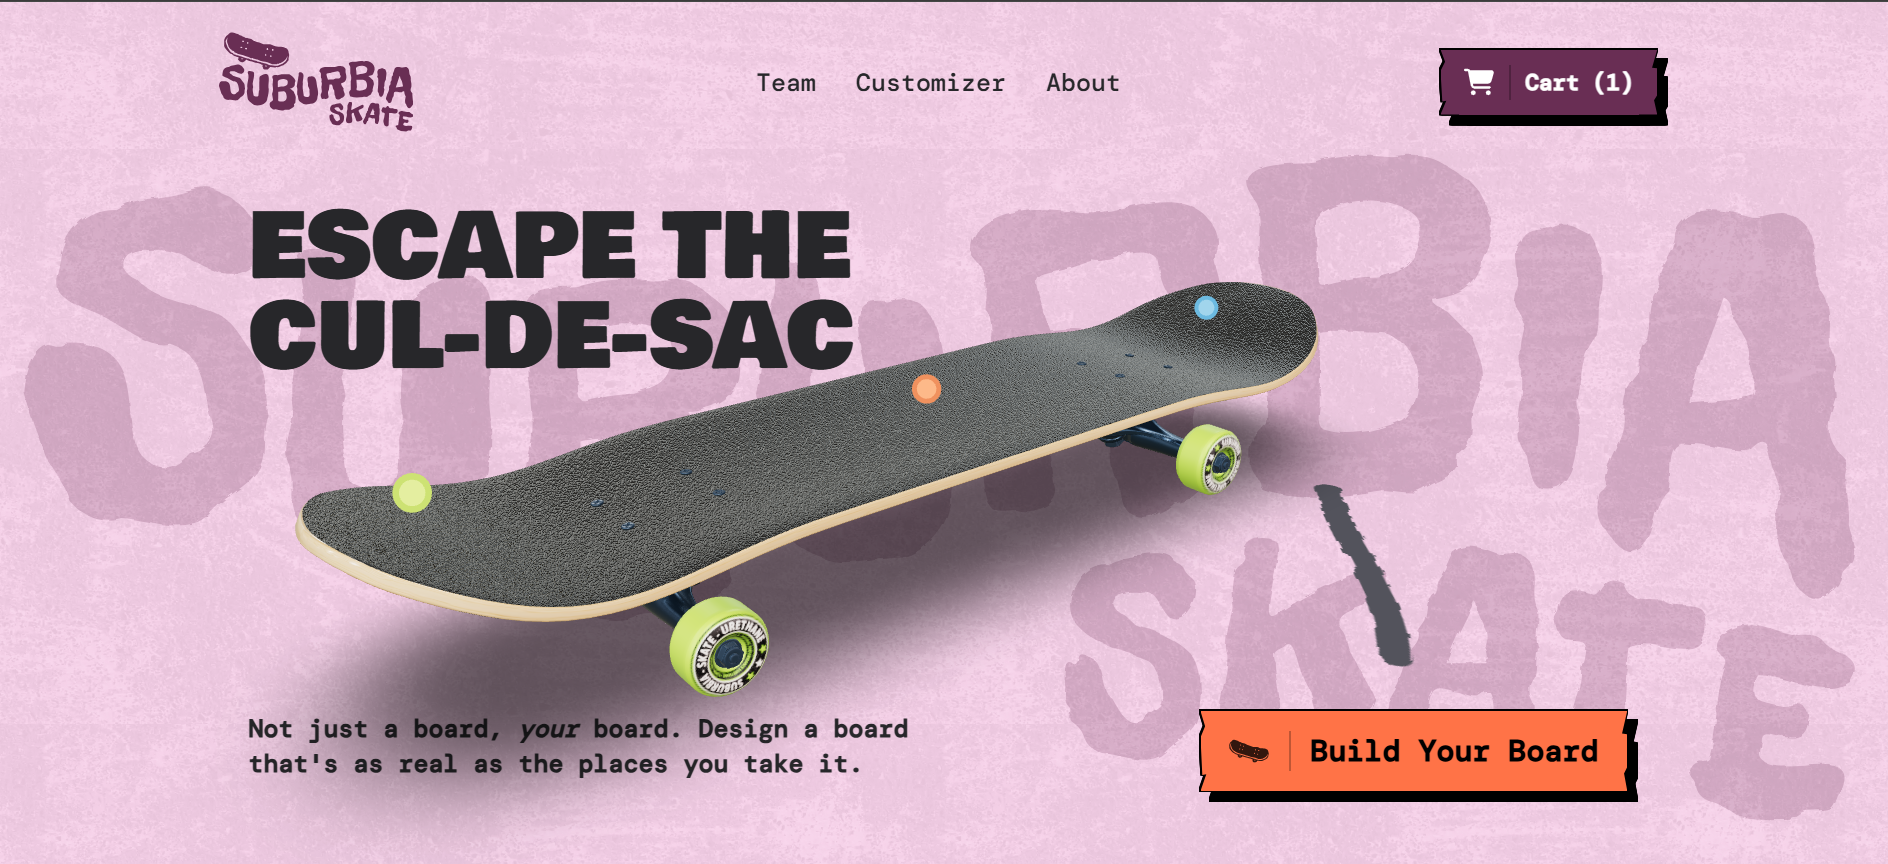 SUBURBIA
SKATE
Team
Customizer
About
Cart (1)
SUBURBIA
SKATE
ESCAPE THE
CUL-DE-SAC
SKATE - URETHANE
SUBURBIA
Not just a board, your board. Design a board
that's as real as the places you take it.
Build Your Board